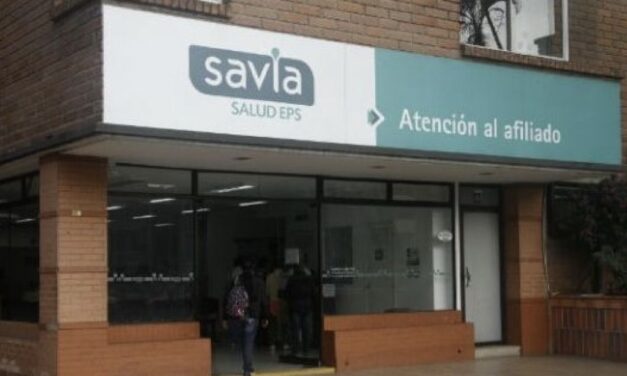 savia
SALUD EPS
Atención al afiliado